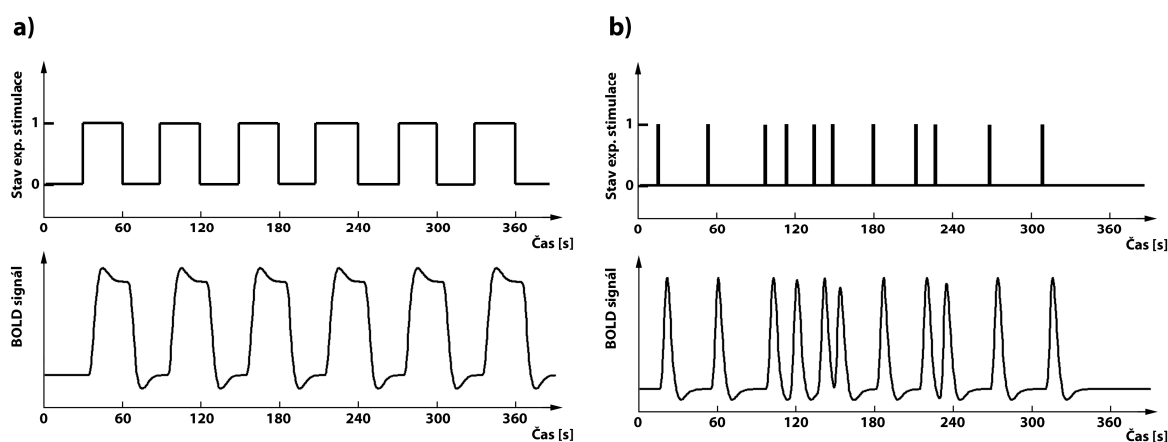 a)
Stav exp. stimulace
1
0
0 60 120 180 240 300 360
Čas [s]
BOLD signál
0 60 120 180 240 300 360
Čas [s]
b)
Stav exp. stimulace
1
0
0 60 120 180 240 300 360
Čas [s]
BOLD signál
0 60 120 180 240 300 360
Čas [s]